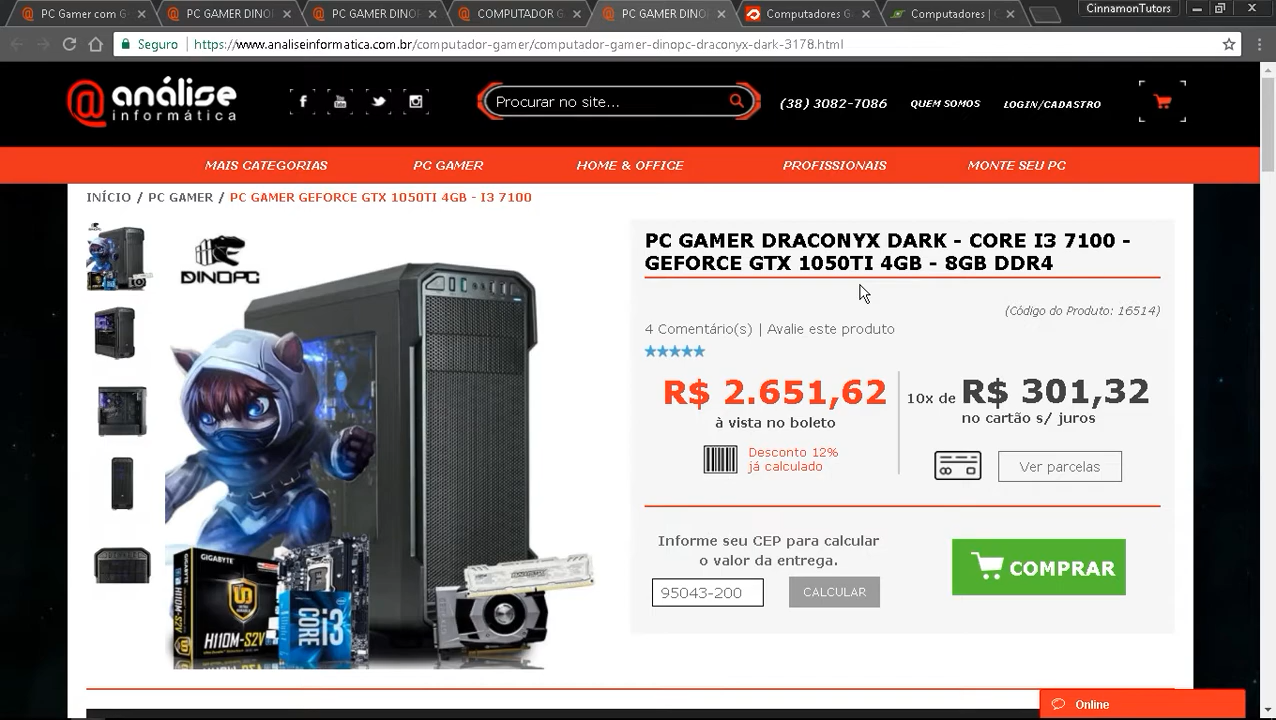 PC Gamer com G
PC GAMER DINO
PC GAMER DINO
COMPUTADOR G
PC GAMER DINO
Computadores G
Computadores | C
CinnamonTutors
Seguro https://www.analiseinformatica.com.br/computador-gamer/computador-gamer-dinopc-draconyx-dark-3178.html
análise
informática
Procurar no site...
(38) 3082-7086
QUEM SOMOS
LOGIN/CADASTRO
MAIS CATEGORIAS PC GAMER HOME & OFFICE PROFISSIONAIS MONTE SEU PC
INÍCIO / PC GAMER / PC GAMER GEFORCE GTX 1050TI 4GB - I3 7100
DINOPC
PC GAMER DRACONYX DARK - CORE I3 7100 -
GEFORCE GTX 1050TI 4GB - 8GB DDR4
(Código do Produto: 16514)
4 Comentário(s) | Avalie este produto
R$ 2.651,62
à vista no boleto
Desconto 12%
já calculado
10x de R$ 301,32
no cartão s/ juros
Ver parcelas
Informe seu CEP para calcular
o valor da entrega.
95043-200
CALCULAR
COMPRAR
GIGABYTE
H110M-S2V
CORE i3
Online